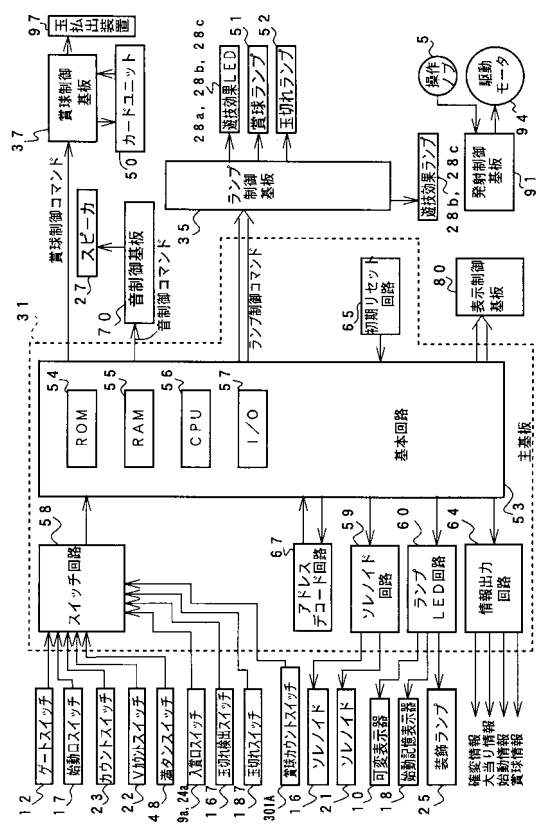 12
ゲートスイッチ
17
始動口スイッチ
23
カウントスイッチ
22
Vカウントスイッチ
48
満タンスイッチ
9a, 24a
入賞口スイッチ
167
玉切れ検出スイッチ
187
玉切れスイッチ
301A
賞球カウントスイッチ
16
ソレノイド
21
ソレノイド
10
可変表示器
18
始動記憶表示器
25
装飾ランプ
確変情報
大当り情報
始動情報
賞球情報
58
スイッチ回路
67
アドレス
デコード回路
59
ソレノイド
回路
60
ランプ
LED回路
64
情報出力
回路
31
54
ROM
55
RAM
56
CPU
57
I/O
基本回路
53
主基板
65
初期リセット
回路
賞球制御コマンド
27
スピーカ
70
音制御基板
音制御コマンド
ランプ制御コマンド
80
表示制御
基板
37
賞球制御
基板
97
玉払出装置
50
カードユニット
35
ランプ
制御
基板
28a, 28b, 28c
遊技効果LED
51
賞球ランプ
52
玉切れランプ
遊技効果ランプ
28b, 28c
5
操作
ノブ
駆動
モータ
94
発射制御
基板
91